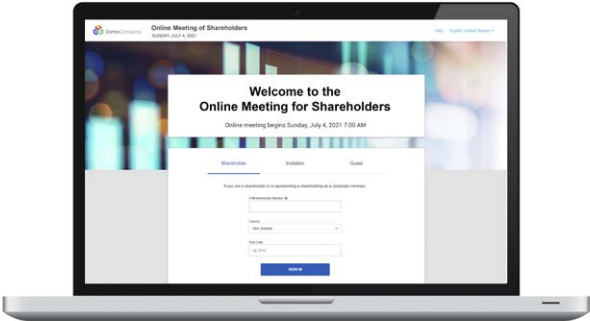 DemoCompany
Online Meeting of Shareholders
SUNDAY, JULY 4, 2021
English (United States)
Welcome to the
Online Meeting for Shareholders
Online meeting begins Sunday, July 4, 2021 7:00 AM
Shareholder
Invitation
Guest
If you are a shareholder or a representing a shareholding as a corporate nominee.
Country
New Zealand
Post Code
SIGN IN